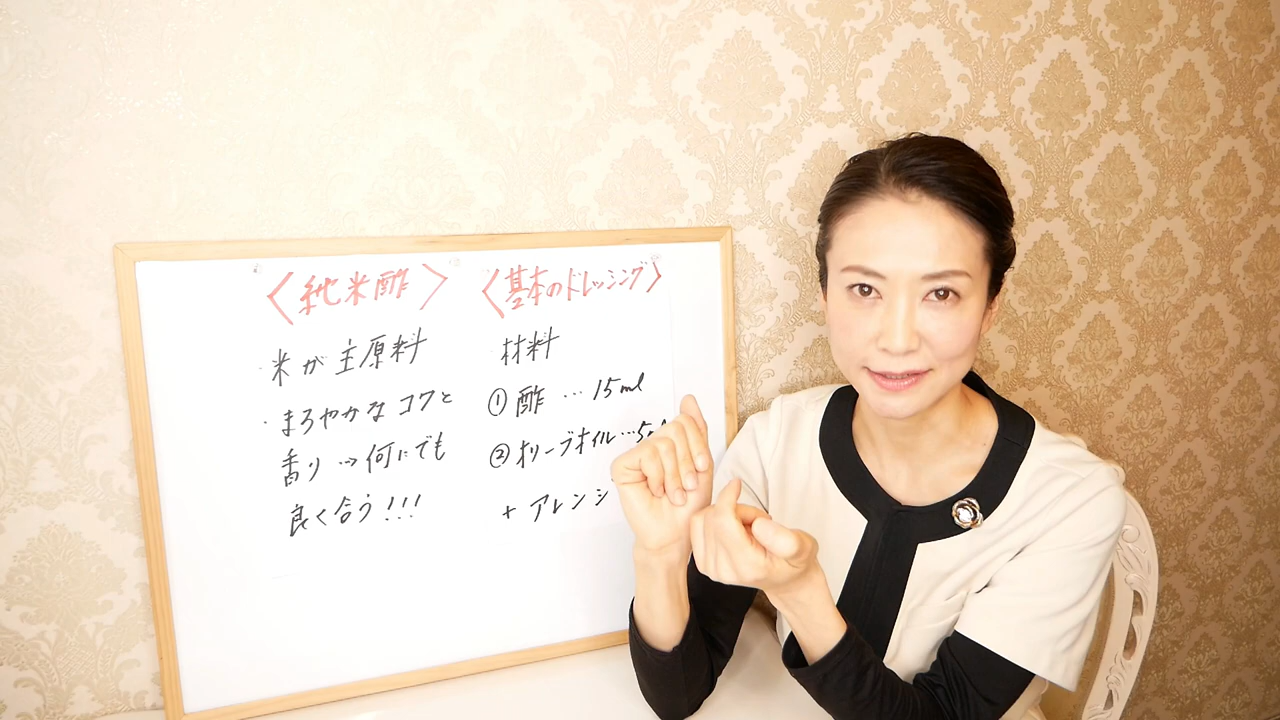 〈純米酢〉
・米が主原料
・まろやかなコクと
香り→何にでも
良く合う!!!
〈基本のドレッシング〉
材料
① 酢 … 15ml
② オリーブオイル…5
+ アレンジ